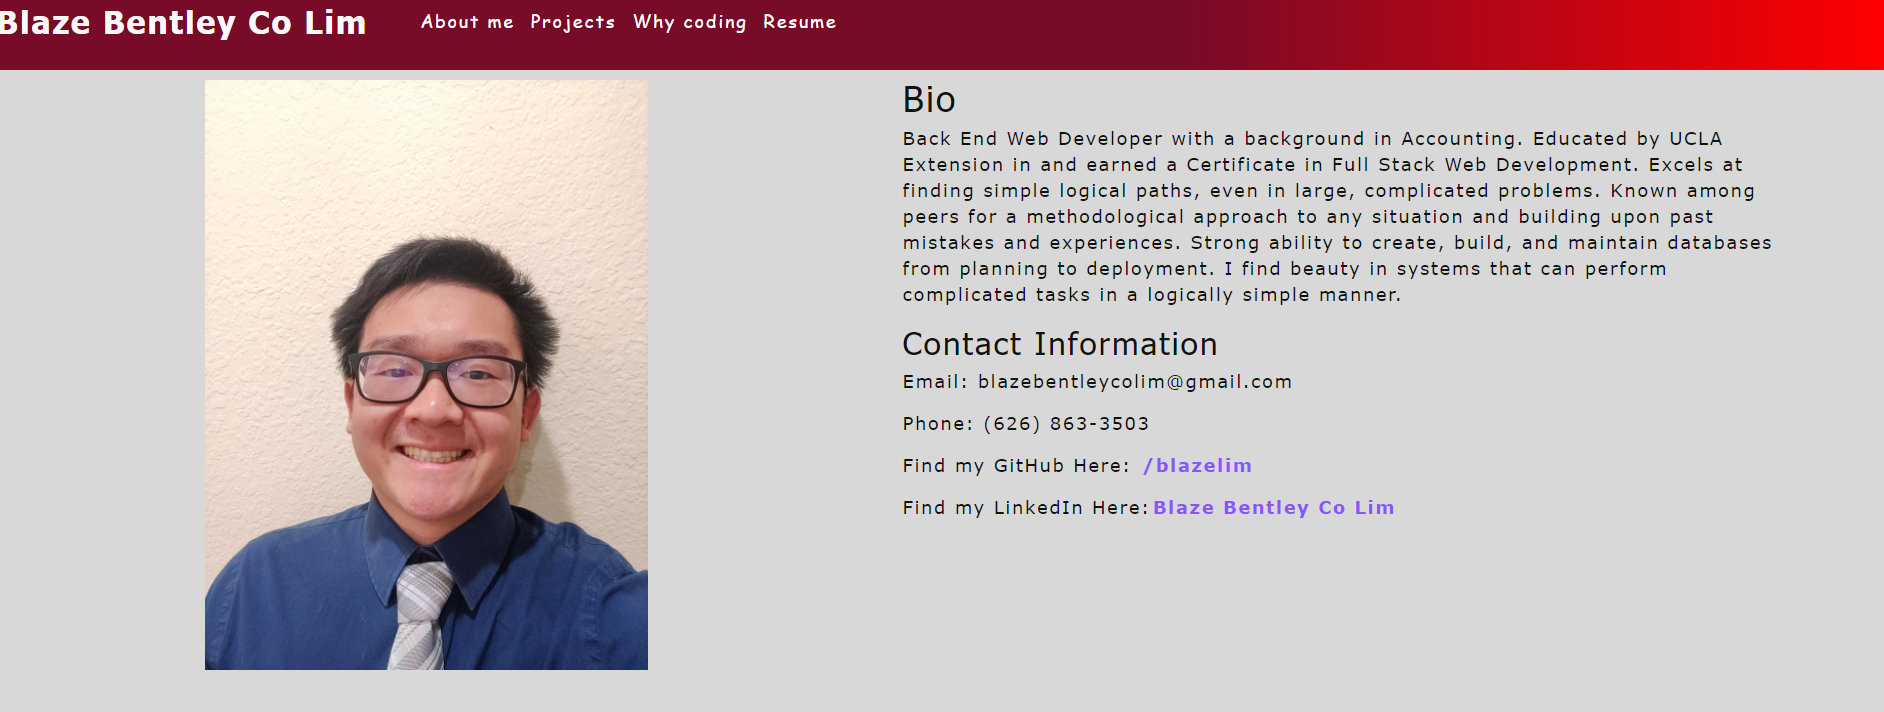 Blaze Bentley Co Lim
About me Projects Why coding Resume
Bio
Back End Web Developer with a background in Accounting. Educated by UCLA
Extension in and earned a Certificate in Full Stack Web Development. Excels at
finding simple logical paths, even in large, complicated problems. Known among
peers for a methodological approach to any situation and building upon past
mistakes and experiences. Strong ability to create, build, and maintain databases
from planning to deployment. I find beauty in systems that can perform
complicated tasks in a logically simple manner.
Contact Information
Email: blazebentleycolim@gmail.com
Phone: (626) 863-3503
Find my GitHub Here: /blazelim
Find my LinkedIn Here: Blaze Bentley Co Lim